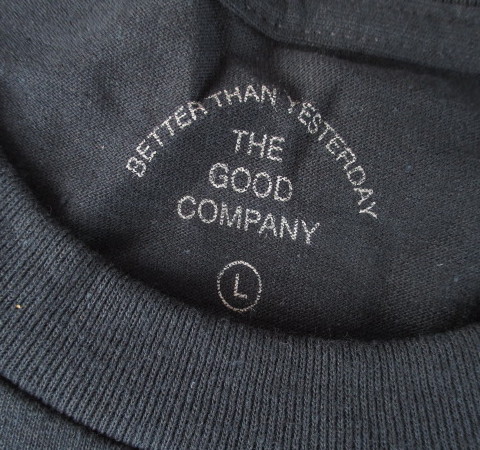 BETTER THAN YESTERDAY
THE
GOOD
COMPANY
L